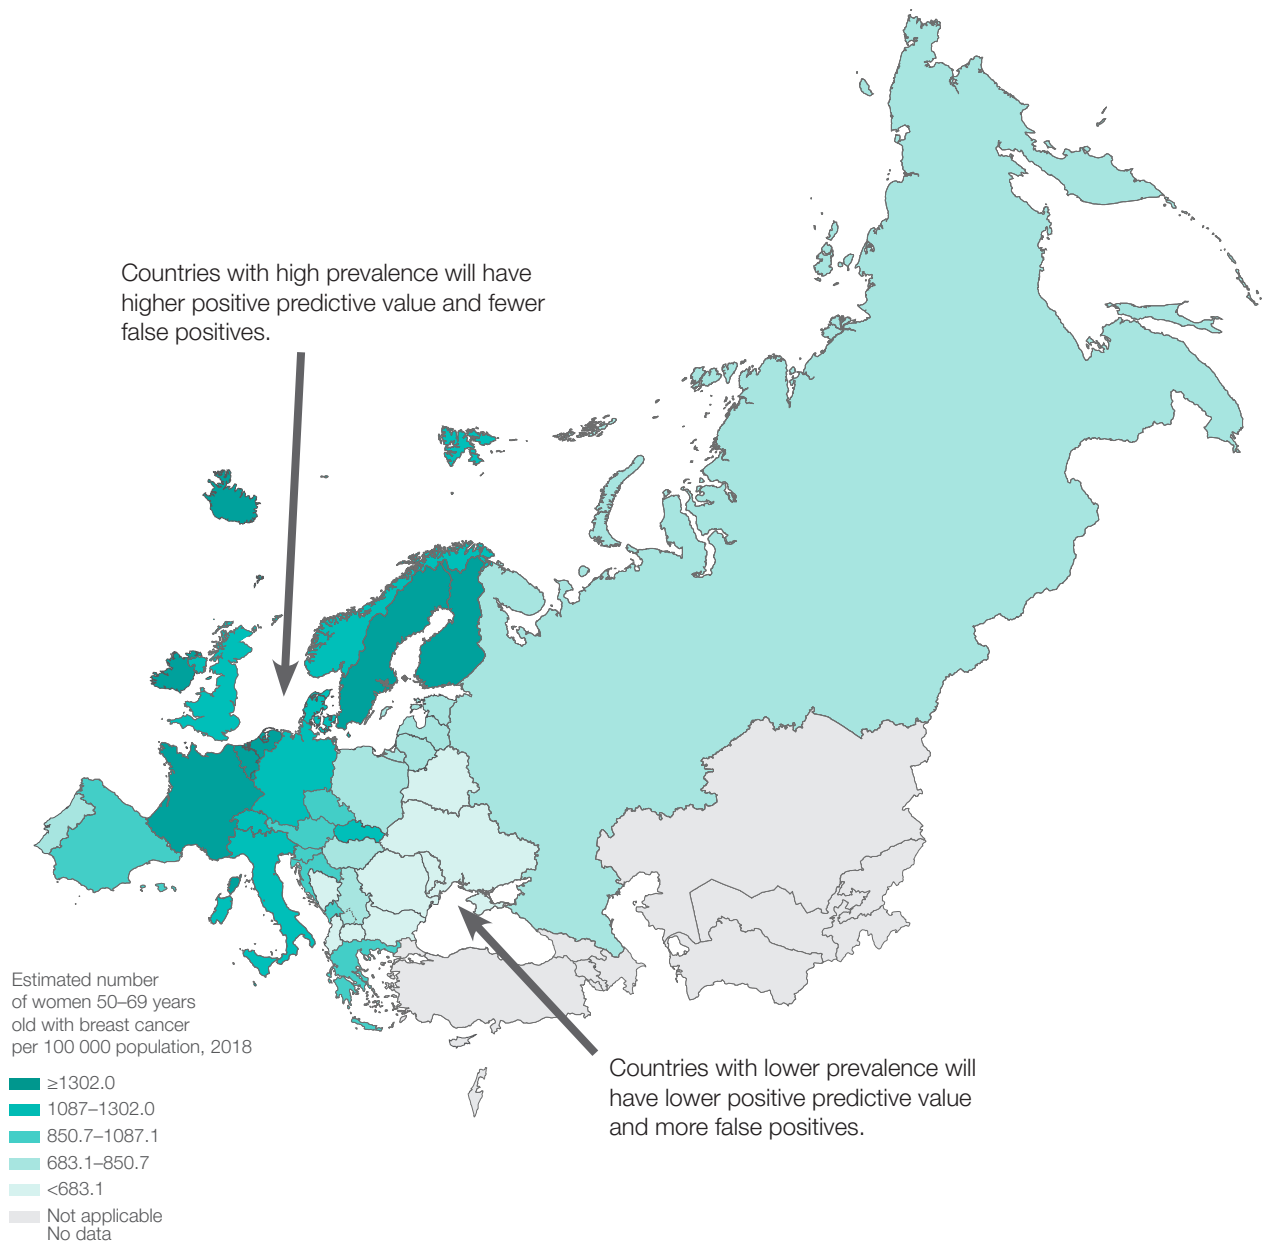 Countries with high prevalence will have
higher positive predictive value and fewer
false positives.
Estimated number
of women 50–69 years
old with breast cancer
per 100 000 population, 2018
≥1302.0
1087–1302.0
850.7–1087.1
683.1–850.7
<683.1
Not applicable
No data
Countries with lower prevalence will
have lower positive predictive value
and more false positives.